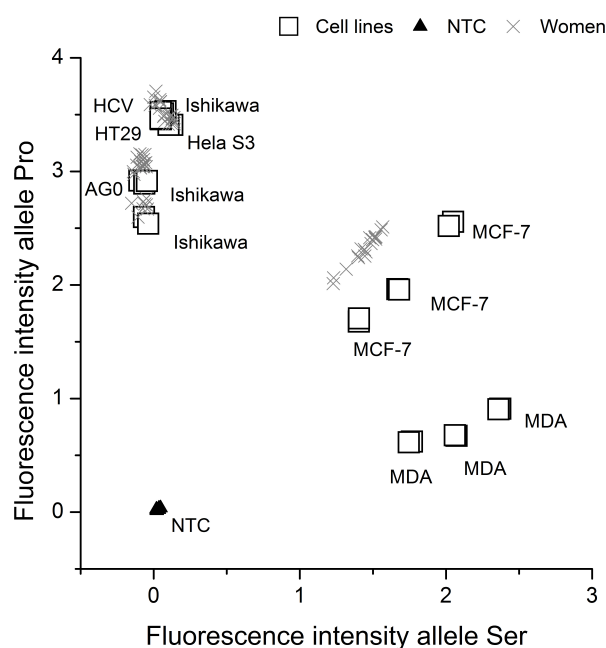 Cell lines NTC Women
4
HCV Ishikawa
HT29 Hela S3
3
AG0 Ishikawa
Ishikawa
MCF-7
2
MCF-7
MCF-7
1
MDA
MDA MDA
0
NTC
0 1 2 3
Fluorescence intensity allele Ser
Fluorescence intensity allele Pro